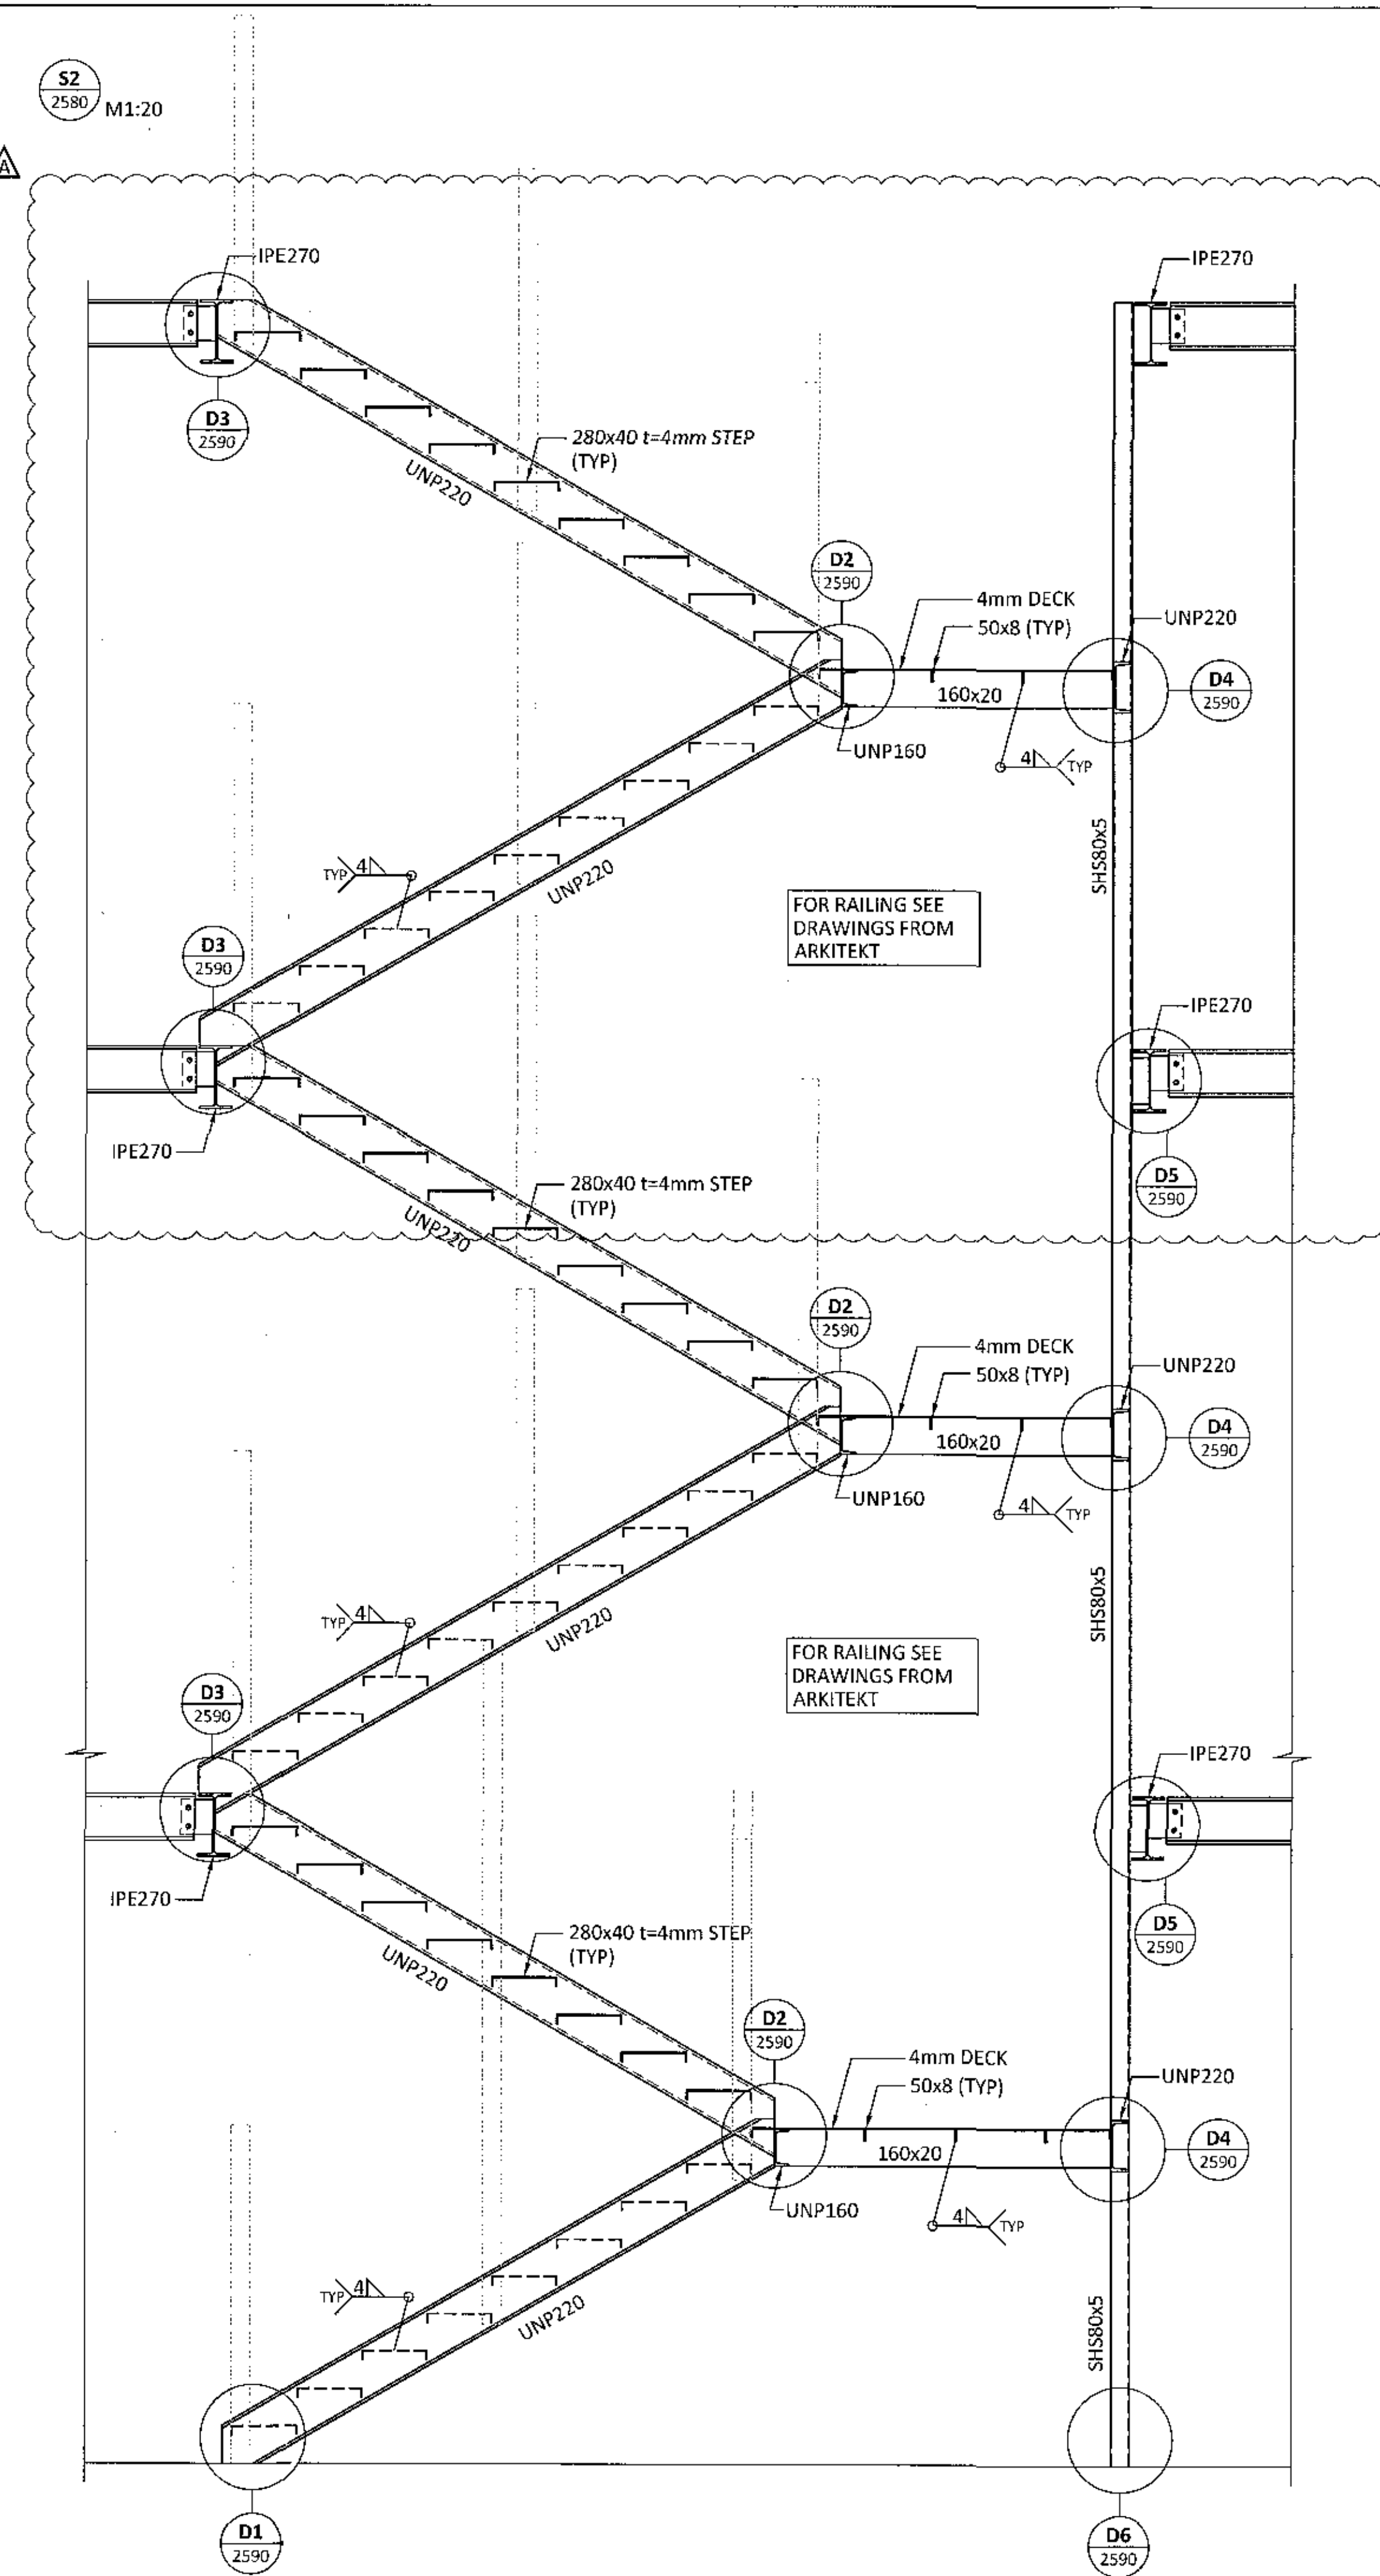 S2
2580
M1:20
A
IPE270
IPE270
D3
2590
280x40 t=4mm STEP
(TYP)
UNP220
D2
2590
4mm DECK
50x8 (TYP)
UNP220
160x20
D4
2590
UNP160
4
TYP
SHS80x5
TYP
4
UNP220
FOR RAILING SEE
DRAWINGS FROM
ARKITEKT
D3
2590
IPE270
IPE270
D5
2590
280x40 t=4mm STEP
(TYP)
UNP220
D2
2590
4mm DECK
50x8 (TYP)
UNP220
160x20
D4
2590
UNP160
4
TYP
SHS80x5
TYP
4
UNP220
FOR RAILING SEE
DRAWINGS FROM
ARKITEKT
D3
2590
IPE270
IPE270
D5
2590
280x40 t=4mm STEP
(TYP)
UNP220
D2
2590
4mm DECK
50x8 (TYP)
UNP220
160x20
D4
2590
UNP160
4
TYP
SHS80x5
TYP
4
UNP220
D1
2590
D6
2590